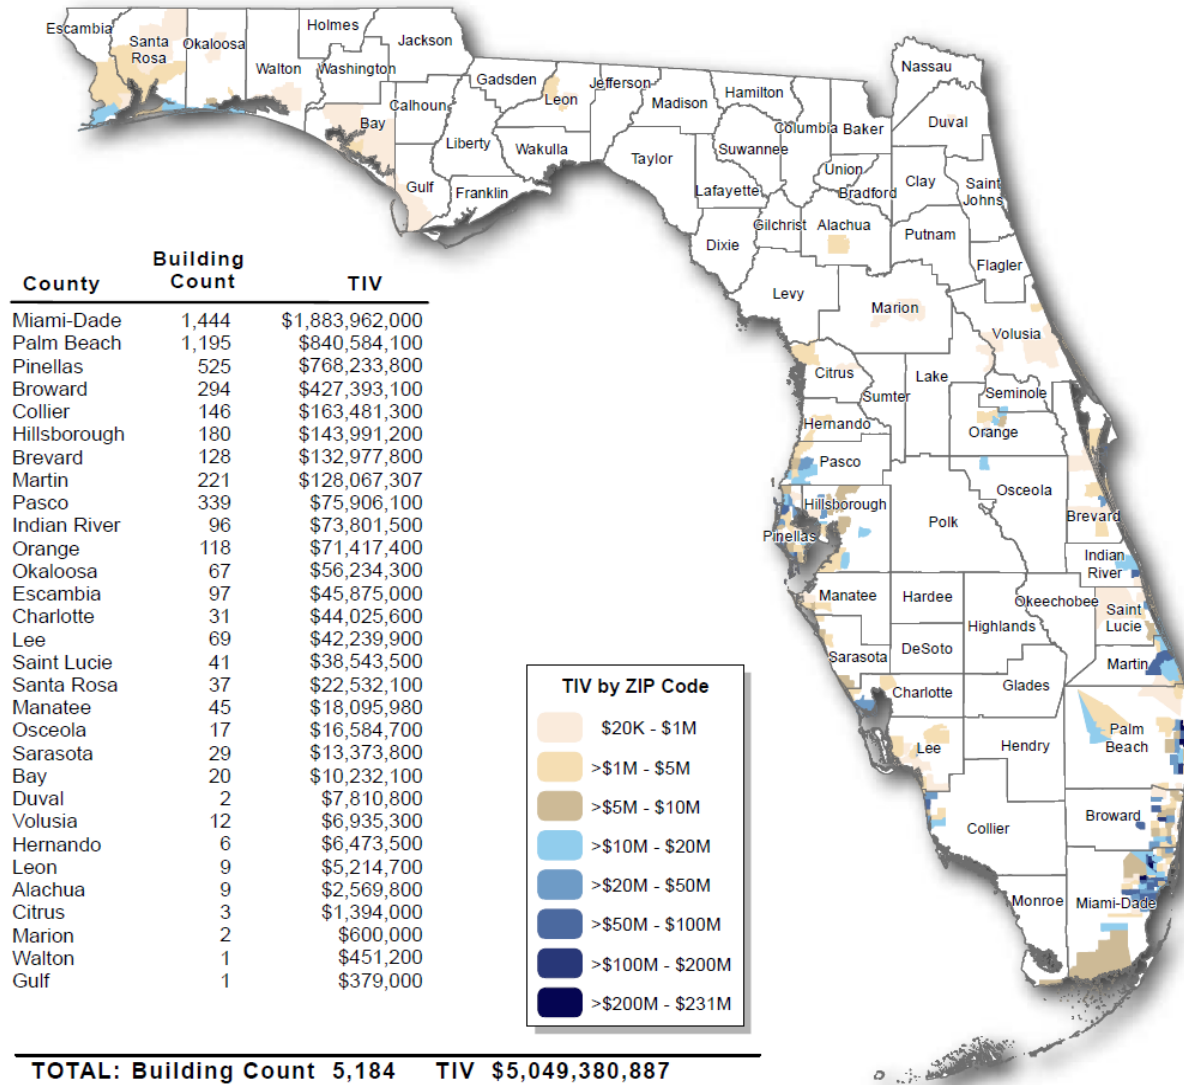 Escambia
Santa
Rosa
Okaloosa
Walton
Holmes
Washington
Jackson
Calhoun
Bay
Gulf
Gadsden
Liberty
Franklin
Leon
Wakulla
Jefferson
Madison
Taylor
Hamilton
Suwannee
Lafayette
Columbia
Baker
Nassau
Duval
Union
Bradford
Clay
Saint
Johns
Gilchrist
Alachua
Putnam
Dixie
Flagler
Levy
Marion
Volusia
Citrus
Sumter
Lake
Seminole
Hernando
Orange
Pasco
Osceola
Hillsborough
Polk
Brevard
Pinellas
Indian
River
Manatee
Hardee
Okeechobee
Saint
Lucie
Highlands
Sarasota
DeSoto
Martin
Charlotte
Glades
Lee
Hendry
Palm
Beach
Collier
Broward
Monroe
Miami-Dade
County Building Count TIV
Miami-Dade 1,444 $1,883,962,000
Palm Beach 1,195 $840,584,100
Pinellas 525 $768,233,800
Broward 294 $427,393,100
Collier 146 $163,481,300
Hillsborough 180 $143,991,200
Brevard 128 $132,977,800
Martin 221 $128,067,307
Pasco 339 $75,906,100
Indian River 96 $73,801,500
Orange 118 $71,417,400
Okaloosa 67 $56,234,300
Escambia 97 $45,875,000
Charlotte 31 $44,025,600
Lee 69 $42,239,900
Saint Lucie 41 $38,543,500
Santa Rosa 37 $22,532,100
Manatee 45 $18,095,980
Osceola 17 $16,584,700
Sarasota 29 $13,373,800
Bay 20 $10,232,100
Duval 2 $7,810,800
Volusia 12 $6,935,300
Hernando 6 $6,473,500
Leon 9 $5,214,700
Alachua 9 $2,569,800
Citrus 3 $1,394,000
Marion 2 $600,000
Walton 1 $451,200
Gulf 1 $379,000
TIV by ZIP Code
$20K - $1M
>$1M - $5M
>$5M - $10M
>$10M - $20M
>$20M - $50M
>$50M - $100M
>$100M - $200M
>$200M - $231M
TOTAL: Building Count 5,184 TIV $5,049,380,887